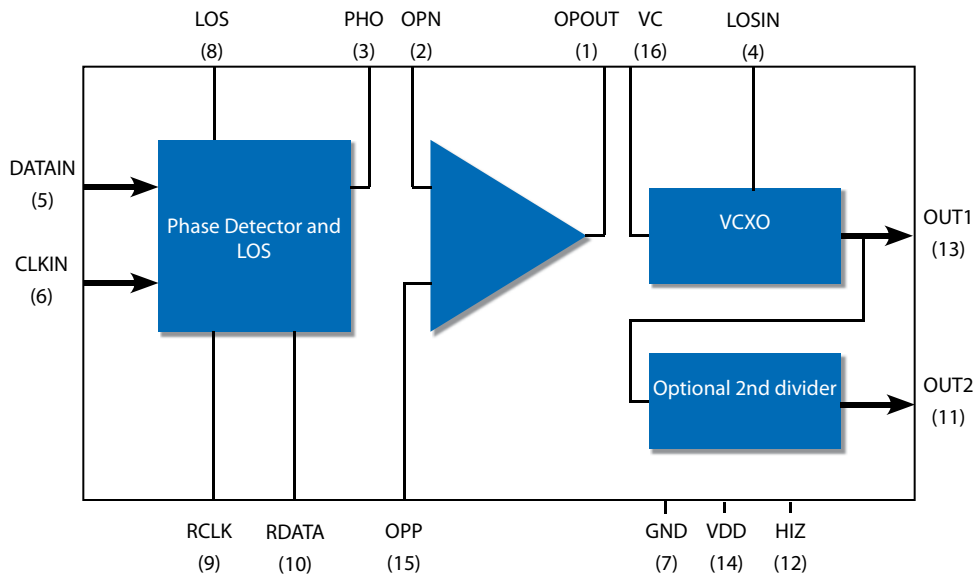 LOS PHO OPN OPOUT VC LOSIN
(8) (3) (2) (1) (16) (4)
DATAIN
(5)
CLKIN
(6)
Phase Detector and
LOS
VCXO
OUT1
(13)
Optional 2nd divider
OUT2
(11)
RCLK RDATA OPP GND VDD HIZ
(9) (10) (15) (7) (14) (12)